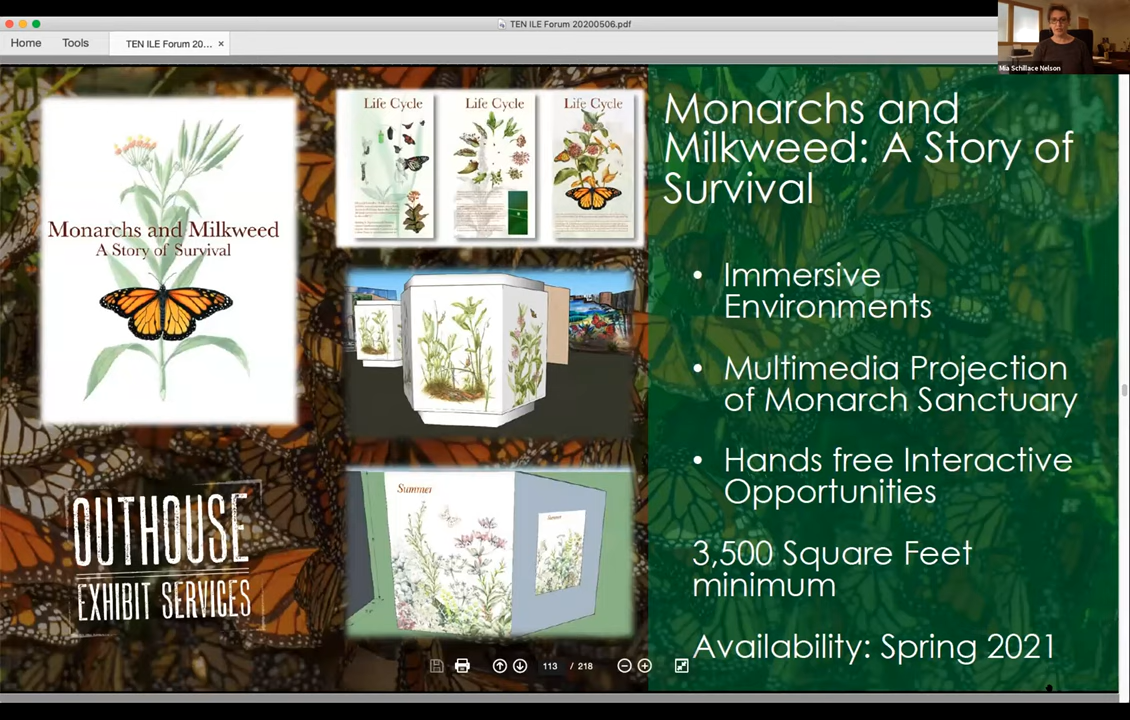 TEN ILE Forum 20200506.pdf
Home
Tools
TEN ILE Forum 20...
×
Mia Schillace Nelson
Monarchs and Milkweed
A Story of Survival
Life Cycle
Life Cycle
Life Cycle
Summer
Summer
OUTHOUSE
EXHIBIT SERVICES
Monarchs and
Milkweed: A Story of
Survival
• Immersive
Environments
• Multimedia Projection
of Monarch Sanctuary
• Hands free Interactive
Opportunities
3,500 Square Feet
minimum
Availability: Spring 2021
113 / 218